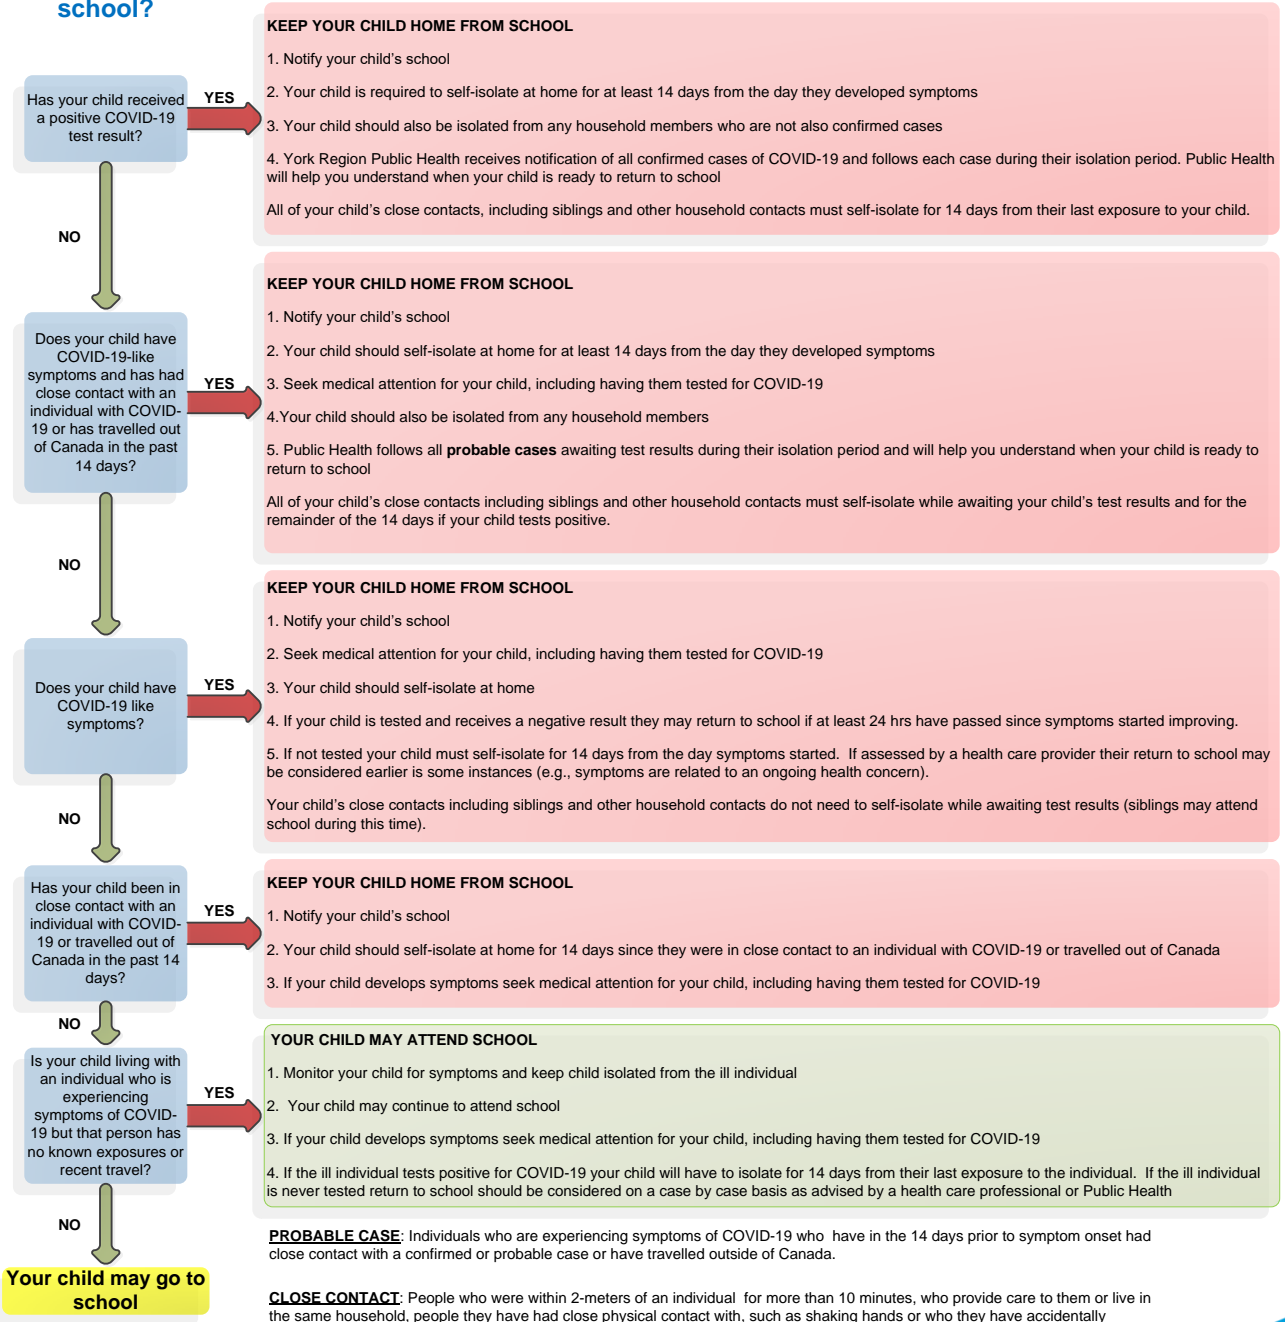 school?
KEEP YOUR CHILD HOME FROM SCHOOL
1. Notify your child's school
2. Your child is required to self-isolate at home for at least 14 days from the day they developed symptoms
3. Your child should also be isolated from any household members who are not also confirmed cases
4. York Region Public Health receives notification of all confirmed cases of COVID-19 and follows each case during their isolation period. Public Health
will help you understand when your child is ready to return to school
All of your child's close contacts, including siblings and other household contacts must self-isolate for 14 days from their last exposure to your child.
Has your child received
a positive COVID-19
test result?
YES
NO
KEEP YOUR CHILD HOME FROM SCHOOL
1. Notify your child's school
2. Your child should self-isolate at home for at least 14 days from the day they developed symptoms
3. Seek medical attention for your child, including having them tested for COVID-19
4.Your child should also be isolated from any household members
5. Public Health follows all probable cases awaiting test results during their isolation period and will help you understand when your child is ready to
return to school
All of your child's close contacts including siblings and other household contacts must self-isolate while awaiting your child's test results and for the
remainder of the 14 days if your child tests positive.
Does your child have
COVID-19-like
symptoms and has had
close contact with an
individual with COVID-
19 or has travelled out
of Canada in the past
14 days?
YES
NO
KEEP YOUR CHILD HOME FROM SCHOOL
1. Notify your child's school
2. Seek medical attention for your child, including having them tested for COVID-19
3. Your child should self-isolate at home
4. If your child is tested and receives a negative result they may return to school if at least 24 hrs have passed since symptoms started improving.
5. If not tested your child must self-isolate for 14 days from the day symptoms started.  If assessed by a health care provider their return to school may
be considered earlier is some instances (e.g., symptoms are related to an ongoing health concern).
Your child's close contacts including siblings and other household contacts do not need to self-isolate while awaiting test results (siblings may attend
school during this time).
Does your child have
COVID-19 like
symptoms?
YES
NO
KEEP YOUR CHILD HOME FROM SCHOOL
1. Notify your child's school
2. Your child should self-isolate at home for 14 days since they were in close contact to an individual with COVID-19 or travelled out of Canada
3. If your child develops symptoms seek medical attention for your child, including having them tested for COVID-19
Has your child been in
close contact with an
individual with COVID-
19 or travelled out of
Canada in the past 14
days?
YES
NO
YOUR CHILD MAY ATTEND SCHOOL
1. Monitor your child for symptoms and keep child isolated from the ill individual
2.  Your child may continue to attend school
3. If your child develops symptoms seek medical attention for your child, including having them tested for COVID-19
4. If the ill individual tests positive for COVID-19 your child will have to isolate for 14 days from their last exposure to the individual.  If the ill individual
is never tested return to school should be considered on a case by case basis as advised by a health care professional or Public Health
Is your child living with
an individual who is
experiencing
symptoms of COVID-
19 but that person has
no known exposures or
recent travel?
YES
NO
Your child may go to
school
PROBABLE CASE: Individuals who are experiencing symptoms of COVID-19 who  have in the 14 days prior to symptom onset had
close contact with a confirmed or probable case or have travelled outside of Canada.
CLOSE CONTACT: People who were within 2-meters of an individual  for more than 10 minutes, who provide care to them or live in
the same household, people they have had close physical contact with, such as shaking hands or who they have accidentally